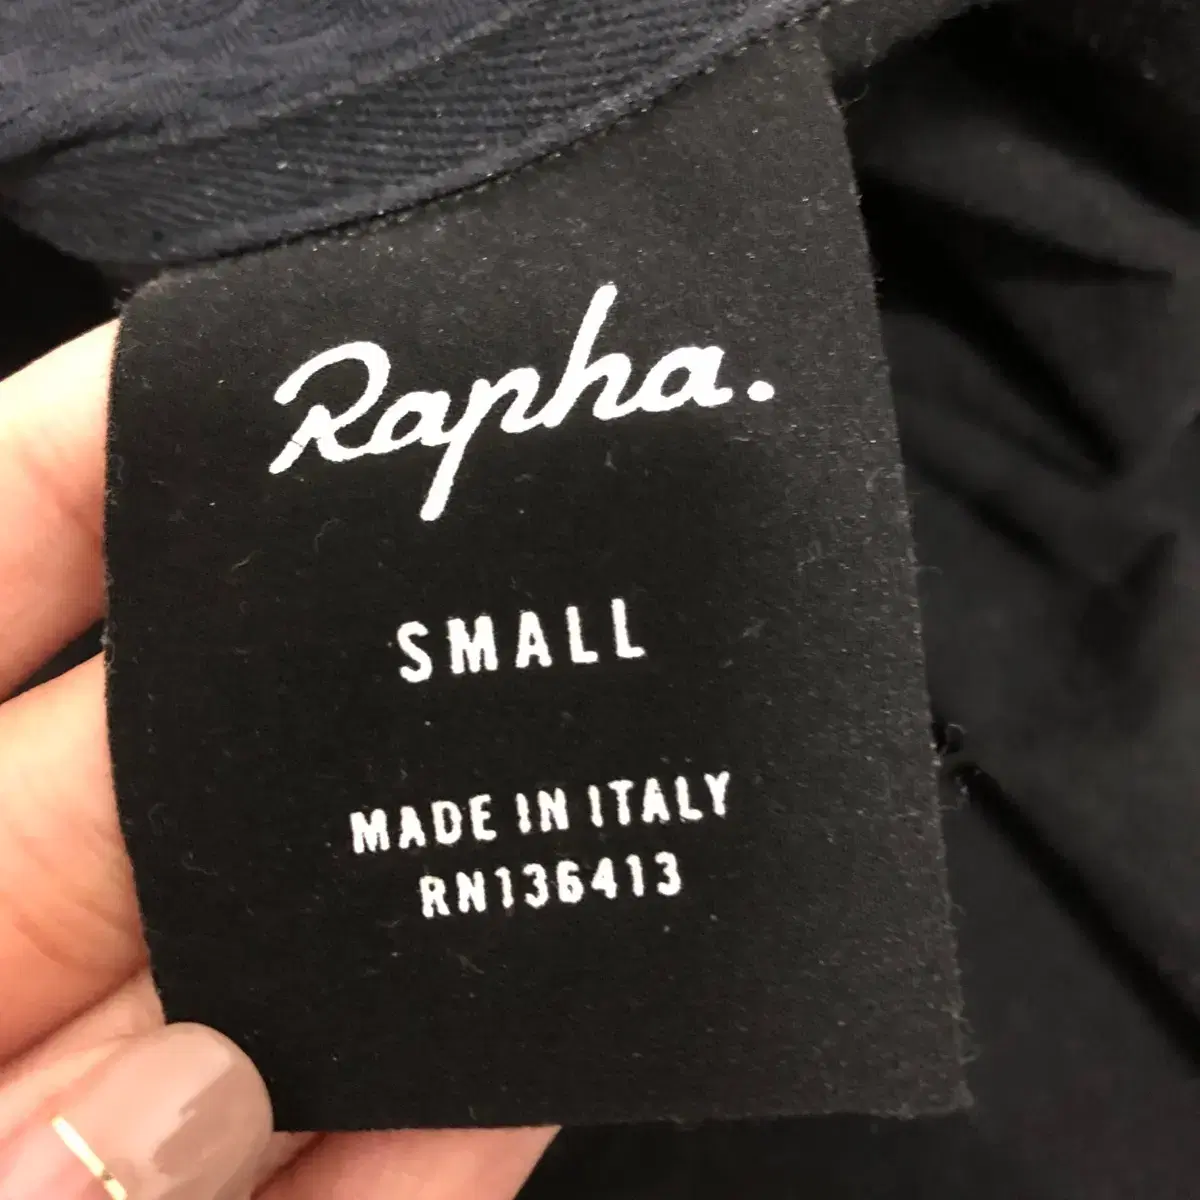 Rapha.
SMALL
MADE IN ITALY
RN136413